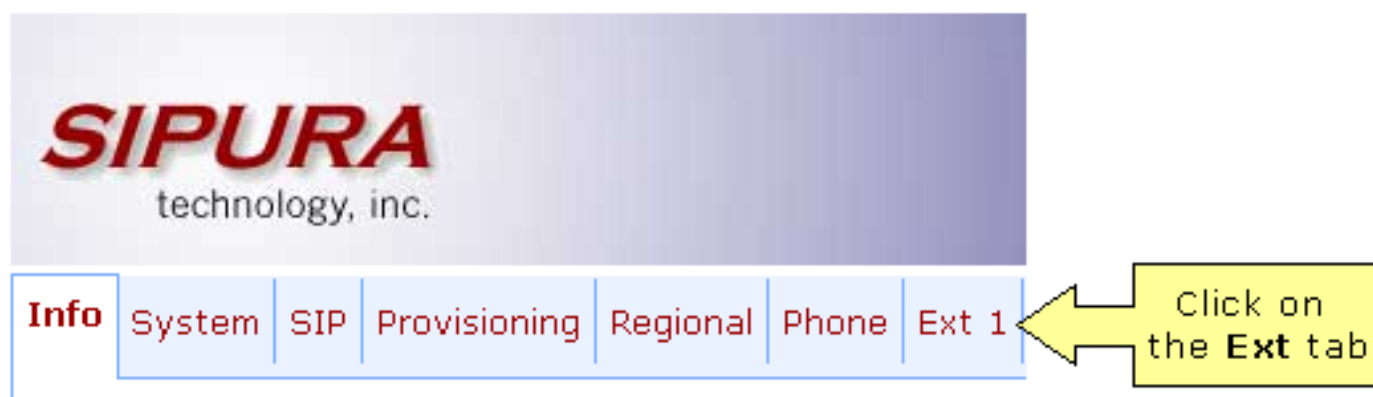 SIPURA
technology, inc.
Info System SIP Provisioning Regional Phone Ext 1
Click on
the Ext tab